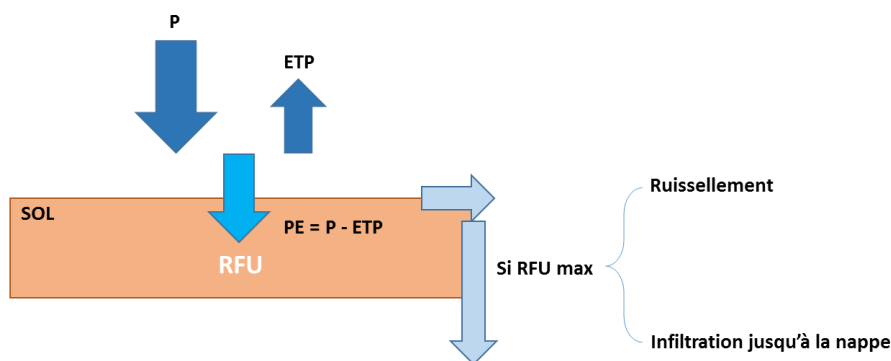 P
ETP
SOL
PE = P - ETP
RFU
Si RFU max
Ruissellement
Infiltration jusqu'à la nappe